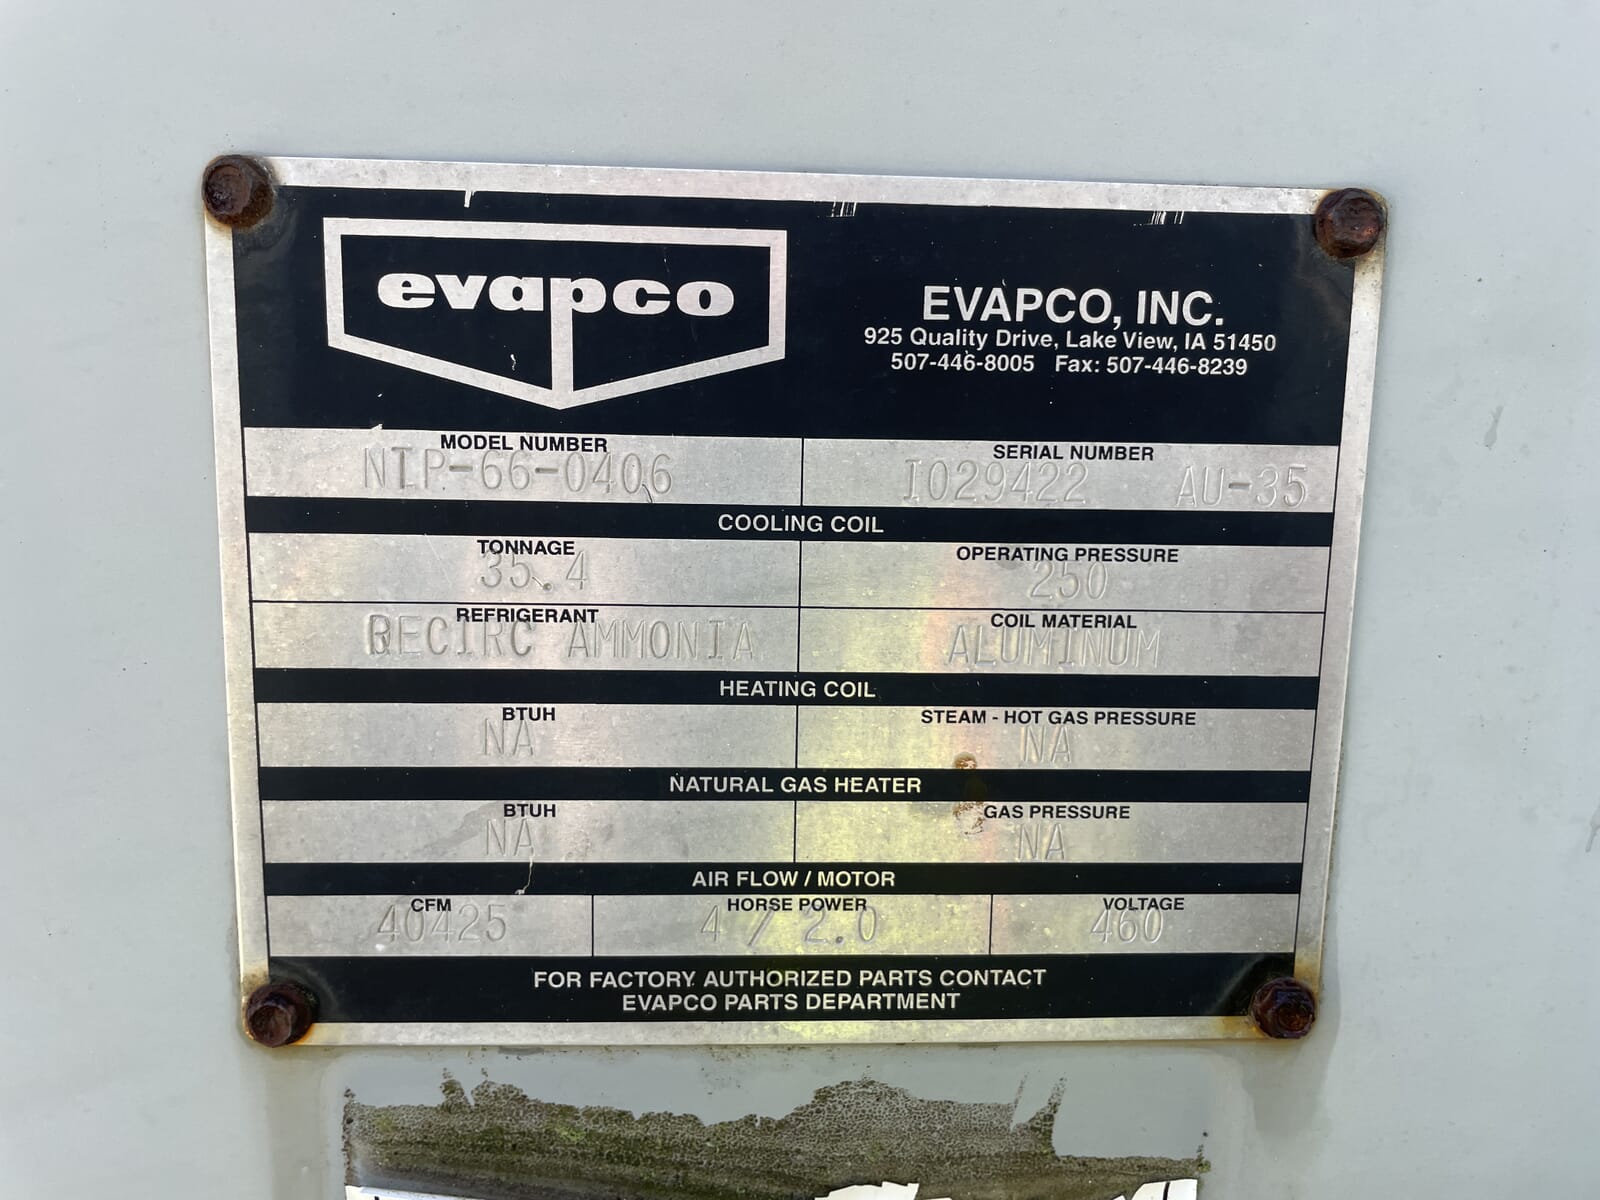 evapco
EVAPCO, INC.
925 Quality Drive, Lake View, IA 51450
507-446-8005 Fax: 507-446-8239
MODEL NUMBER
NTP-66-0406
SERIAL NUMBER
I029422 AU-35
COOLING COIL
TONNAGE
35.4
OPERATING PRESSURE
250
REFRIGERANT
RECIRC AMMONIA
COIL MATERIAL
ALUMINUM
HEATING COIL
BTUH
NA
STEAM - HOT GAS PRESSURE
NA
NATURAL GAS HEATER
BTUH
NA
GAS PRESSURE
NA
AIR FLOW / MOTOR
CFM
40425
HORSE POWER
4 / 2.0
VOLTAGE
460
FOR FACTORY AUTHORIZED PARTS CONTACT
EVAPCO PARTS DEPARTMENT